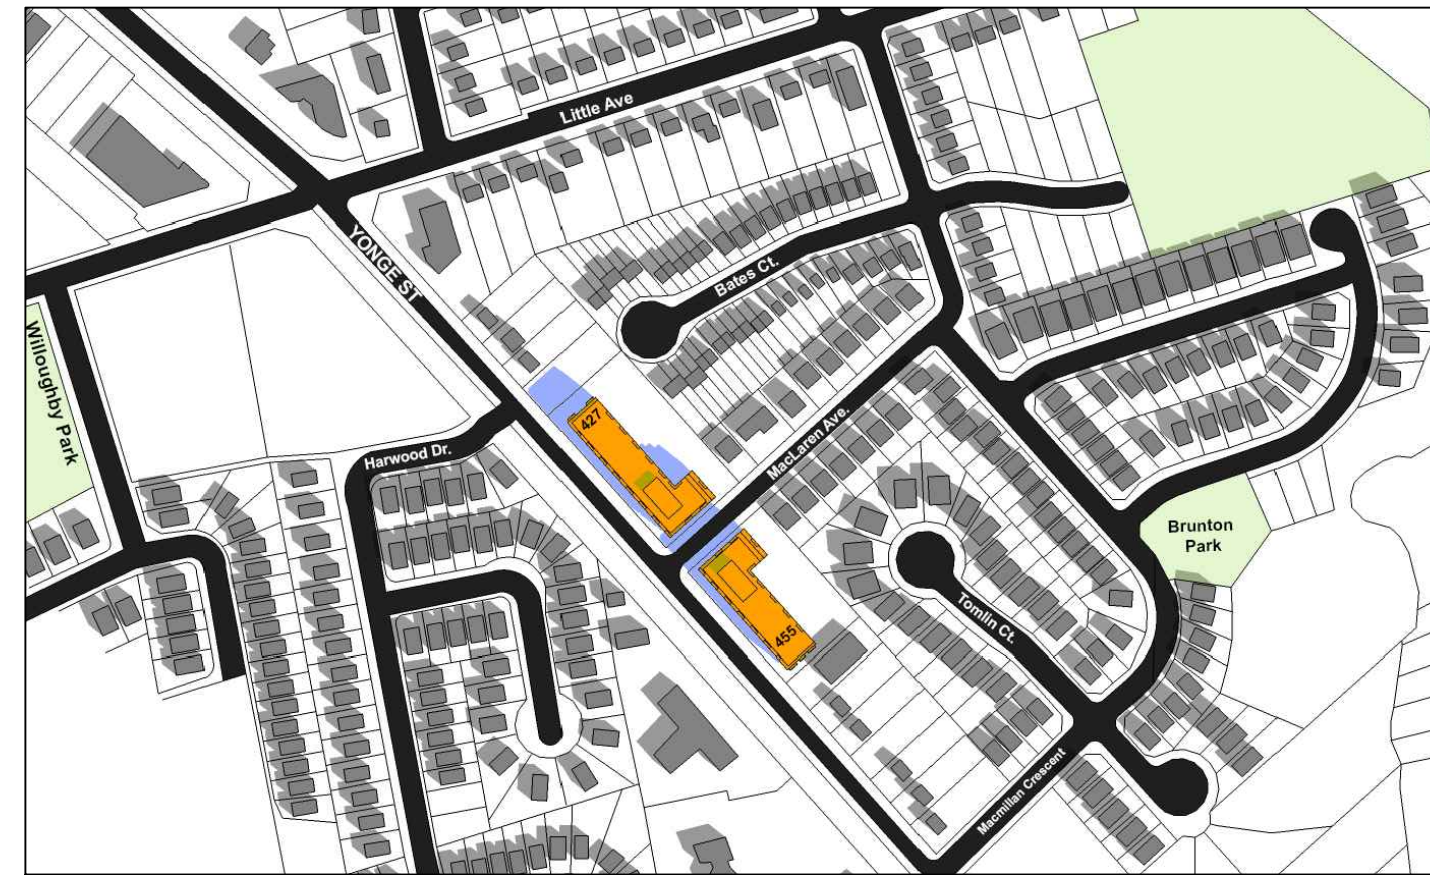 Little Ave
YONGE ST
Bates Ct.
Willoughby Park
427
MacLaren Ave.
Harwood Dr.
Brunton
Park
Tomlin Ct.
455
Macmillan Crescent